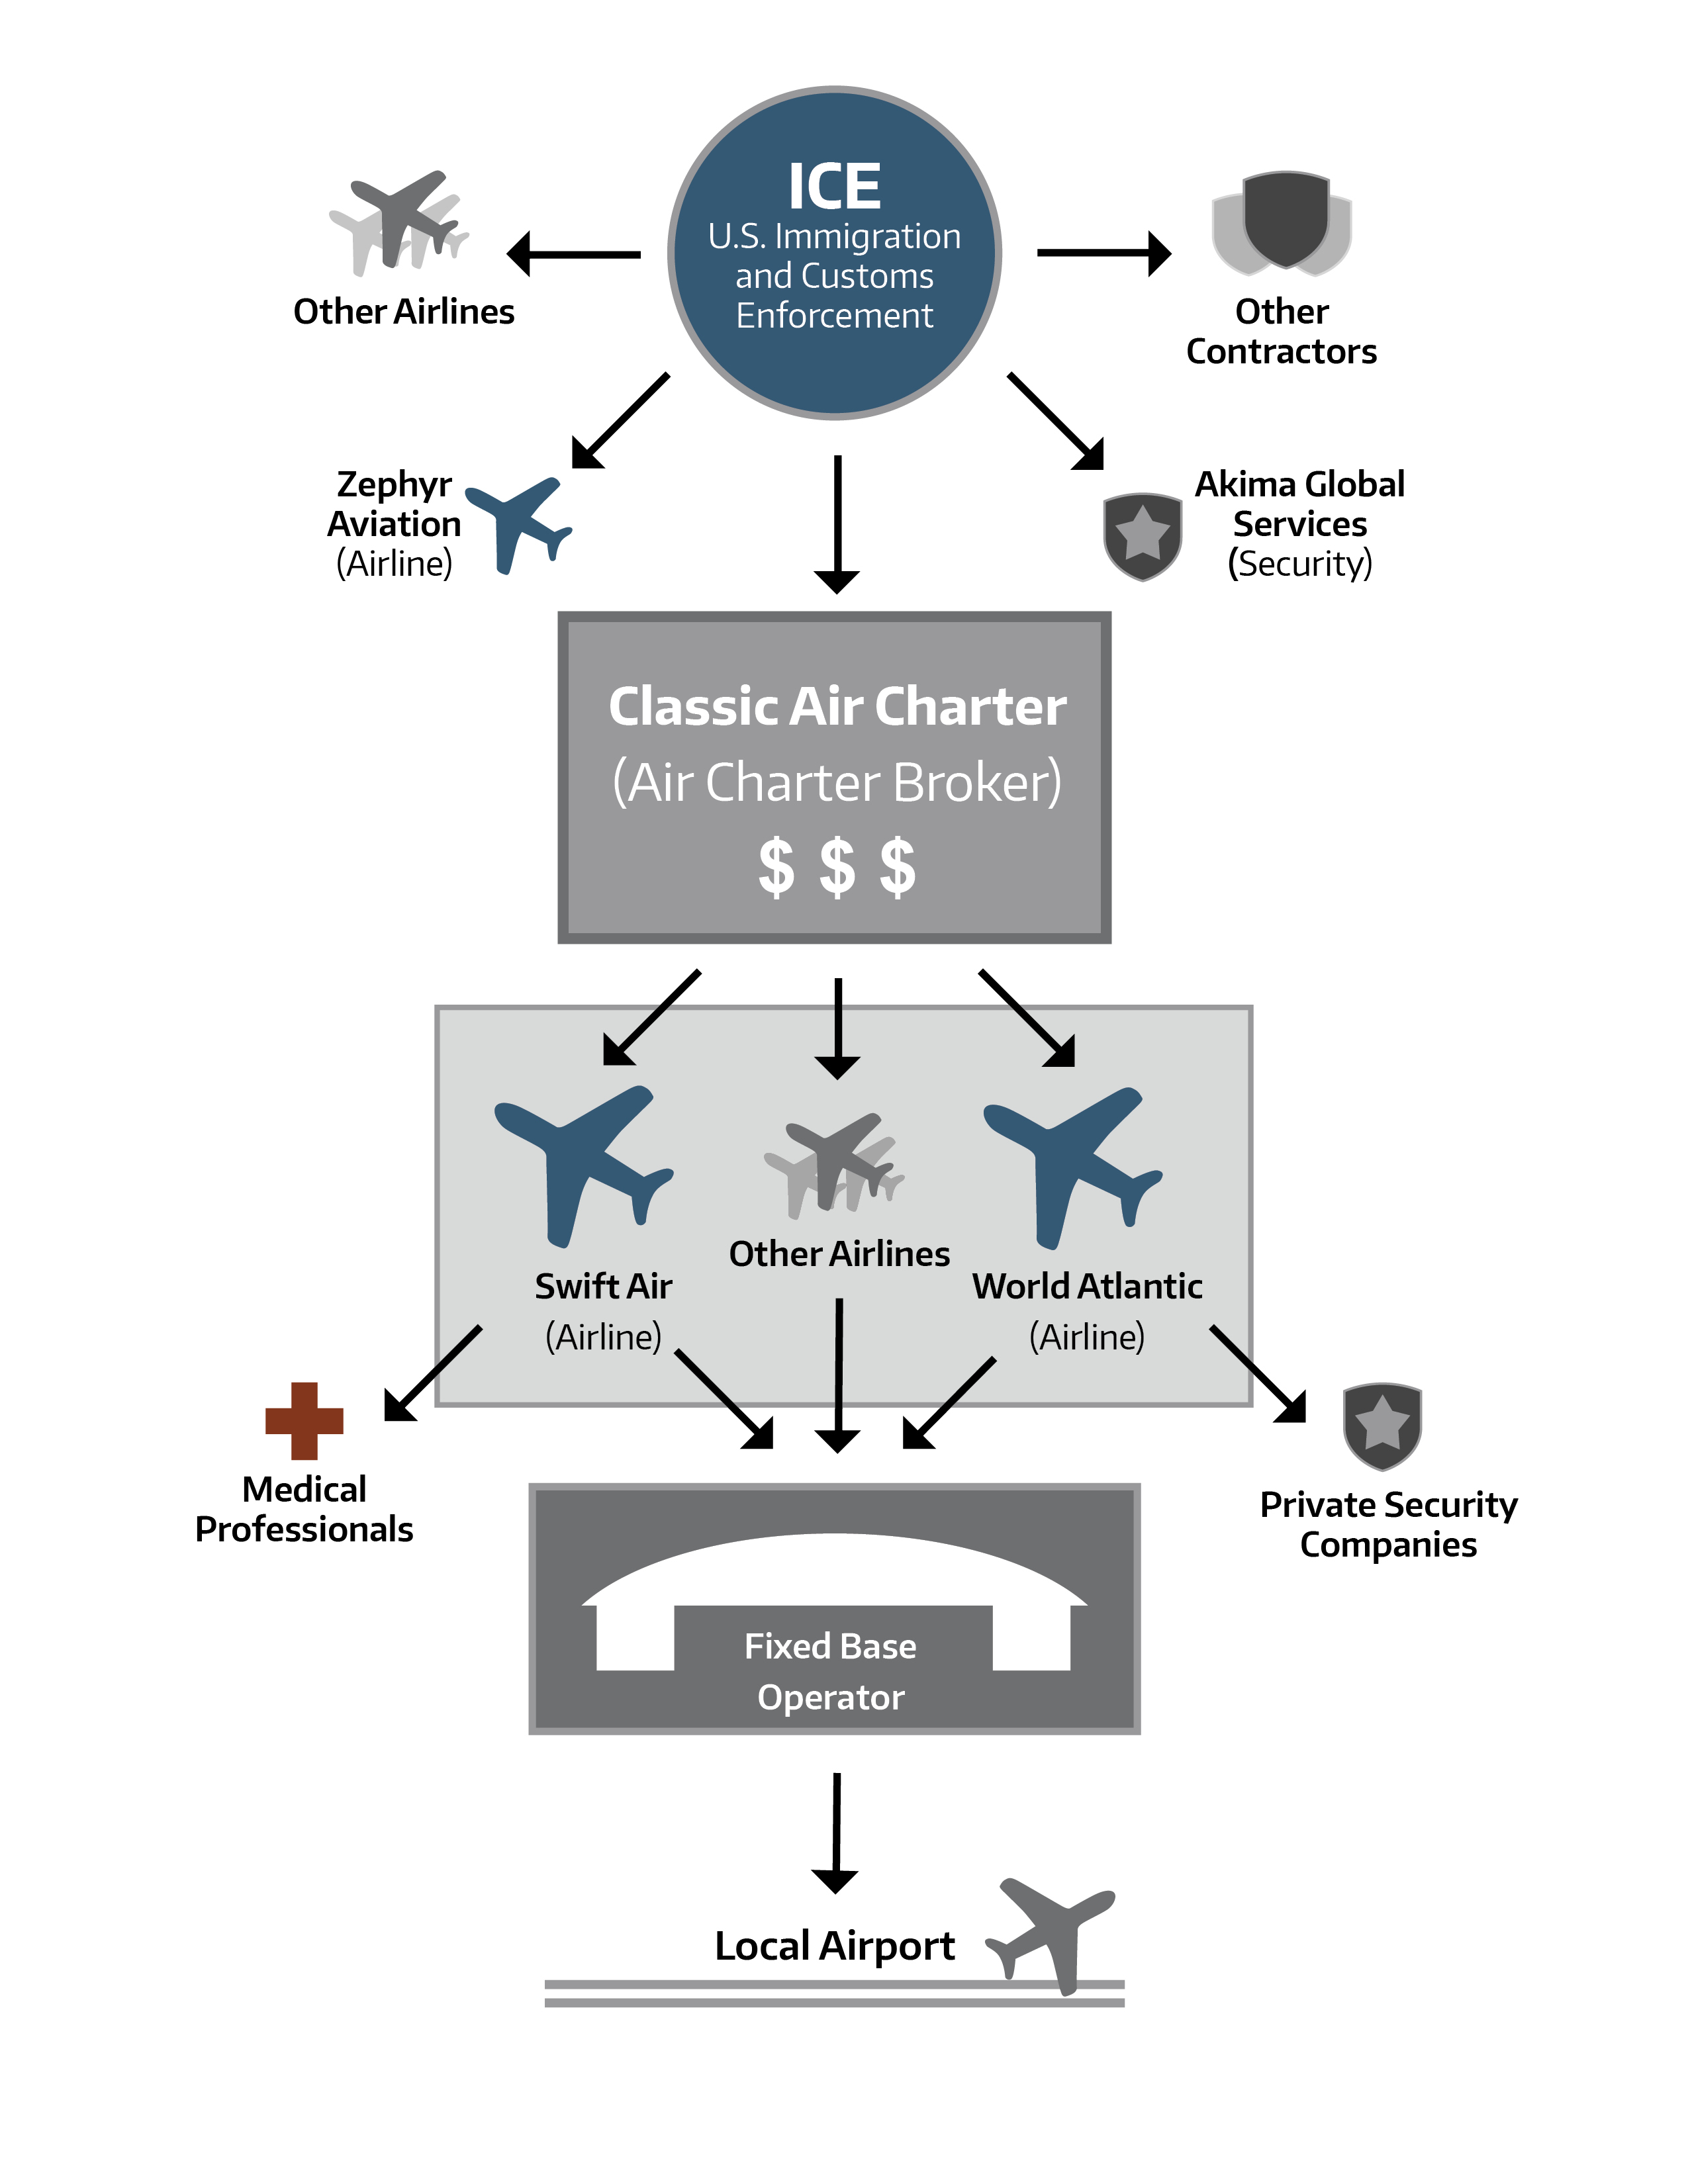 ICE
U.S. Immigration
and Customs
Enforcement
Other Airlines
Other
Contractors
Zephyr
Aviation
(Airline)
Akima Global
Services
(Security)
Classic Air Charter
(Air Charter Broker)
$ $ $
Other Airlines
Swift Air
(Airline)
World Atlantic
(Airline)
Medical
Professionals
Private Security
Companies
Fixed Base
Operator
Local Airport